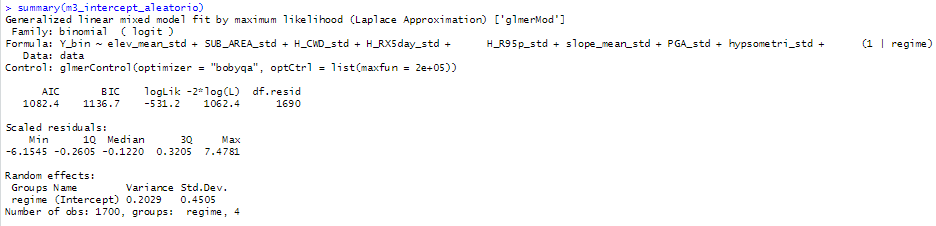 > summary(m3_intercept_aleatorio)
Generalized linear mixed model fit by maximum likelihood (Laplace Approximation) ['glmerMod']
 Family: binomial  ( logit )
Formula: Y_bin ~ elev_mean_std + SUB_AREA_std + H_CWD_std + H_RX5day_std +      H_R95p_std + slope_mean_std + PGA_std + hypsometri_std +      (1 | regime)
   Data: data
Control: glmerControl(optimizer = "bobyqa", optCtrl = list(maxfun = 2e+05))
      AIC       BIC    logLik -2*log(L)  df.resid
   1082.4    1136.7    -531.2    1062.4      1690
Scaled residuals:
    Min      1Q  Median      3Q     Max
-6.1545 -0.2605 -0.1220  0.3205  7.4781
Random effects:
 Groups Name        Variance Std.Dev.
 regime (Intercept) 0.2029   0.4505
Number of obs: 1700, groups:  regime, 4